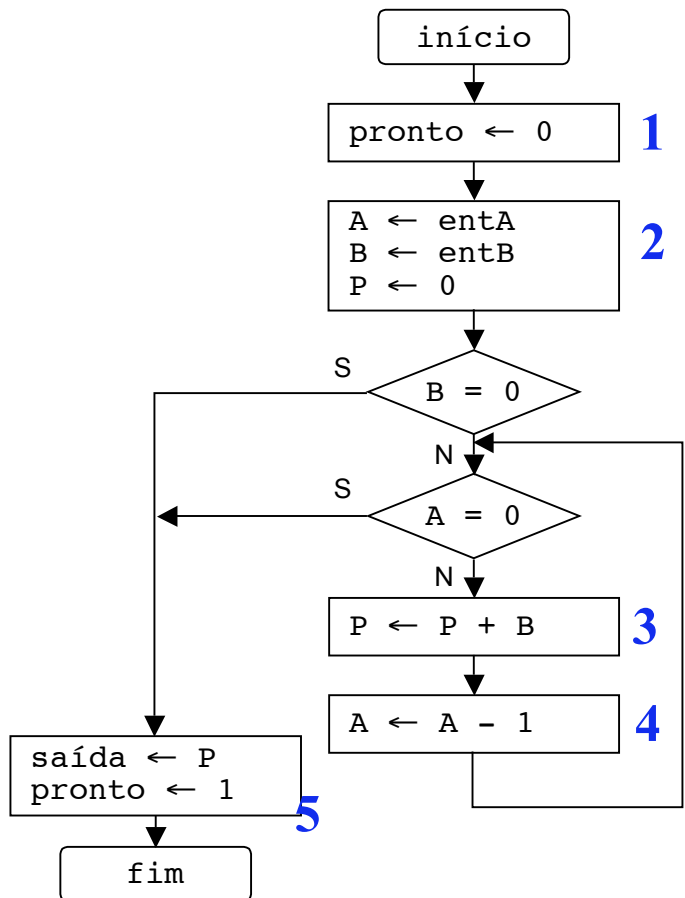 início
pronto ← 0
1
A ← entA
B ← entB
P ← 0
2
S
B = 0
N
S
A = 0
N
P ← P + B
3
A ← A - 1
4
saída ← P
pronto ← 1
5
fim